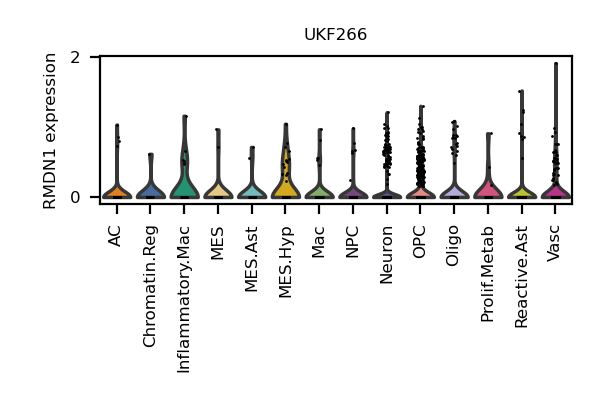 UKF266
RMDN1 expression
2
0
AC
Chromatin.Reg
Inflammatory.Mac
MES
MES.Ast
MES.Hyp
Mac
NPC
Neuron
OPC
Oligo
Prolif.Metab
Reactive.Ast
Vasc